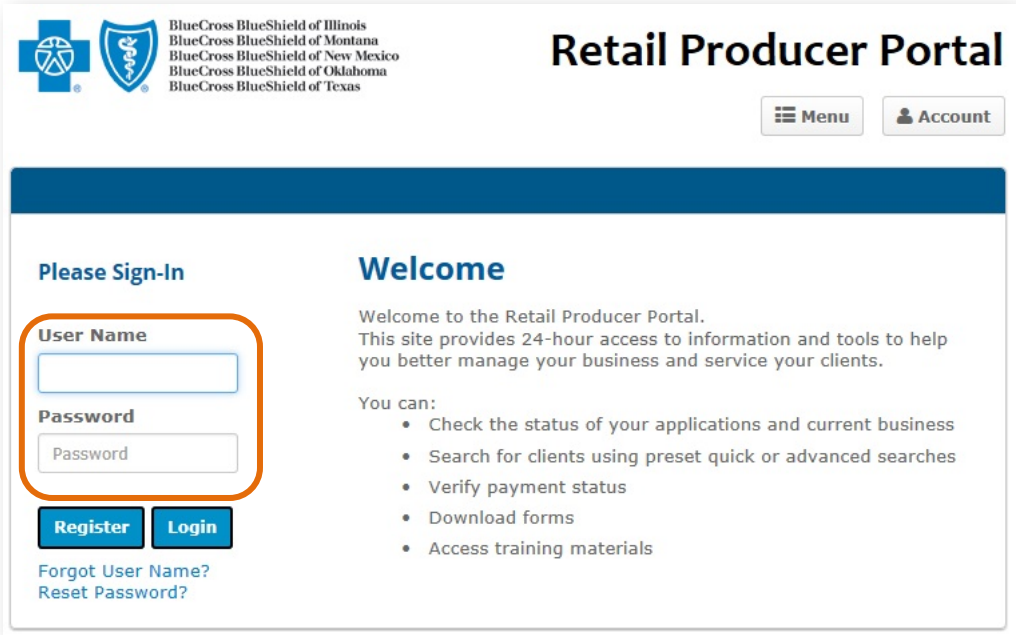 BlueCross BlueShield of Illinois
BlueCross BlueShield of Montana
BlueCross BlueShield of New Mexico
BlueCross BlueShield of Oklahoma
BlueCross BlueShield of Texas
Retail Producer Portal
Menu
Account
Please Sign-In
User Name
Password
Password
Register
Login
Forgot User Name?
Reset Password?
Welcome
Welcome to the Retail Producer Portal.
This site provides 24-hour access to information and tools to help
you better manage your business and service your clients.
You can:
• Check the status of your applications and current business
• Search for clients using preset quick or advanced searches
• Verify payment status
• Download forms
• Access training materials